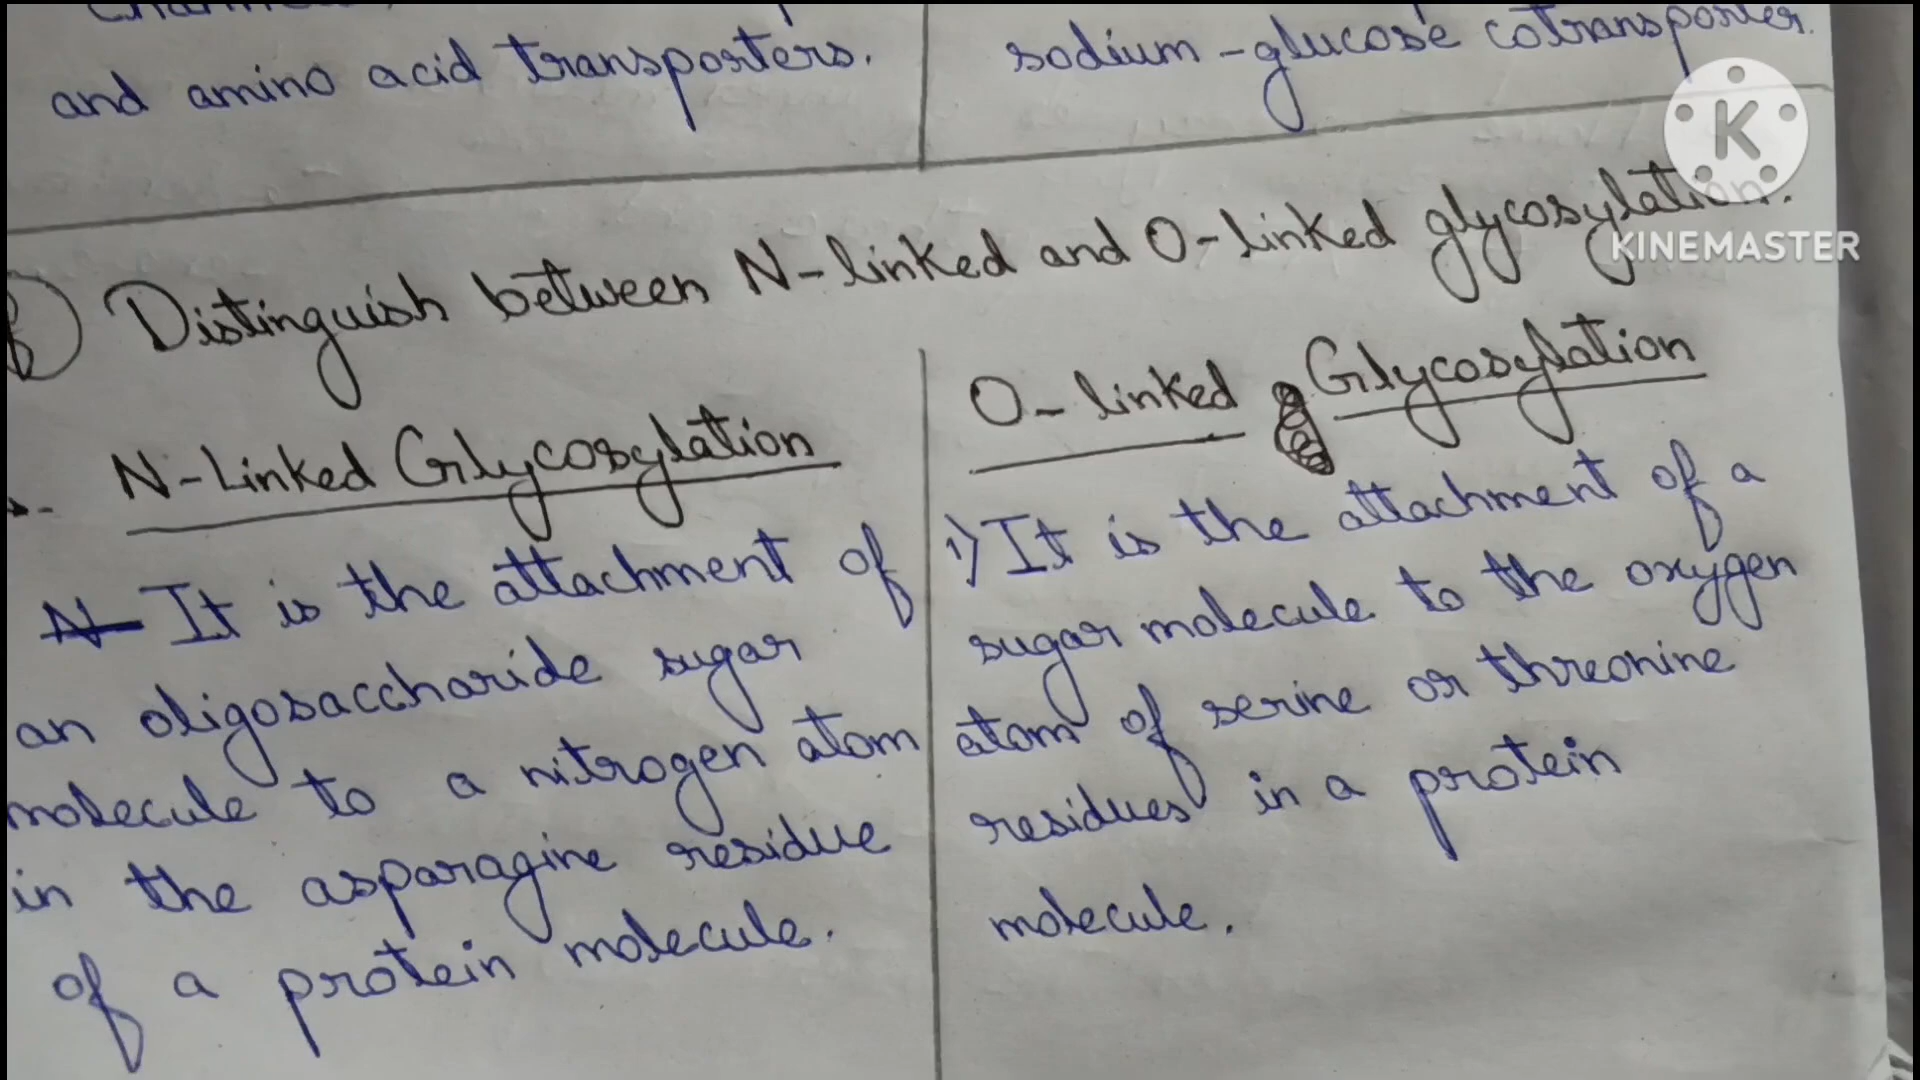 and amino acid transporters.
sodium-glucose cotransporter.
f) Distinguish between N-linked and O-linked glycosylation.
N-Linked Glycosylation
It is the attachment of
an oligosaccharide sugar
molecule to a nitrogen atom
in the asparagine residue
of a protein molecule.
O-linked Glycosylation
1) It is the attachment of a
sugar molecule to the oxygen
atom of serine or threonine
residues in a protein
molecule.
K
KINEMASTER